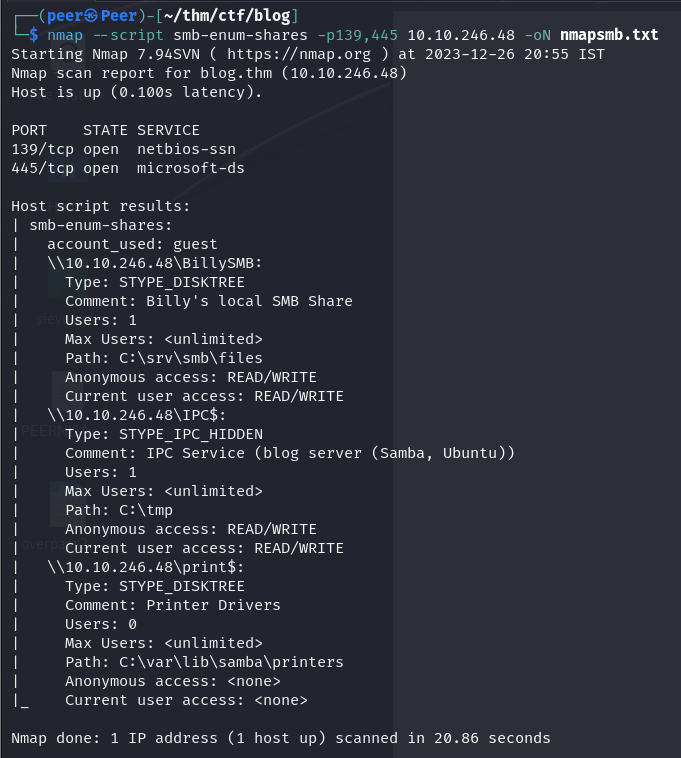 ┌──(peer㉿Peer)-[~/thm/ctf/blog]
└─$ nmap --script smb-enum-shares -p139,445 10.10.246.48 -oN nmapsmb.txt
Starting Nmap 7.94SVN ( https://nmap.org ) at 2023-12-26 20:55 IST
Nmap scan report for blog.thm (10.10.246.48)
Host is up (0.100s latency).

PORT    STATE SERVICE
139/tcp open  netbios-ssn
445/tcp open  microsoft-ds

Host script results:
| smb-enum-shares:
|   account_used: guest
|   \\10.10.246.48\BillySMB:
|     Type: STYPE_DISKTREE
|     Comment: Billy's local SMB Share
|     Users: 1
|     Max Users: <unlimited>
|     Path: C:\srv\smb\files
|     Anonymous access: READ/WRITE
|     Current user access: READ/WRITE
|   \\10.10.246.48\IPC$:
|     Type: STYPE_IPC_HIDDEN
|     Comment: IPC Service (blog server (Samba, Ubuntu))
|     Users: 1
|     Max Users: <unlimited>
|     Path: C:\tmp
|     Anonymous access: READ/WRITE
|     Current user access: READ/WRITE
|   \\10.10.246.48\print$:
|     Type: STYPE_DISKTREE
|     Comment: Printer Drivers
|     Users: 0
|     Max Users: <unlimited>
|     Path: C:\var\lib\samba\printers
|     Anonymous access: <none>
|_    Current user access: <none>

Nmap done: 1 IP address (1 host up) scanned in 20.86 seconds